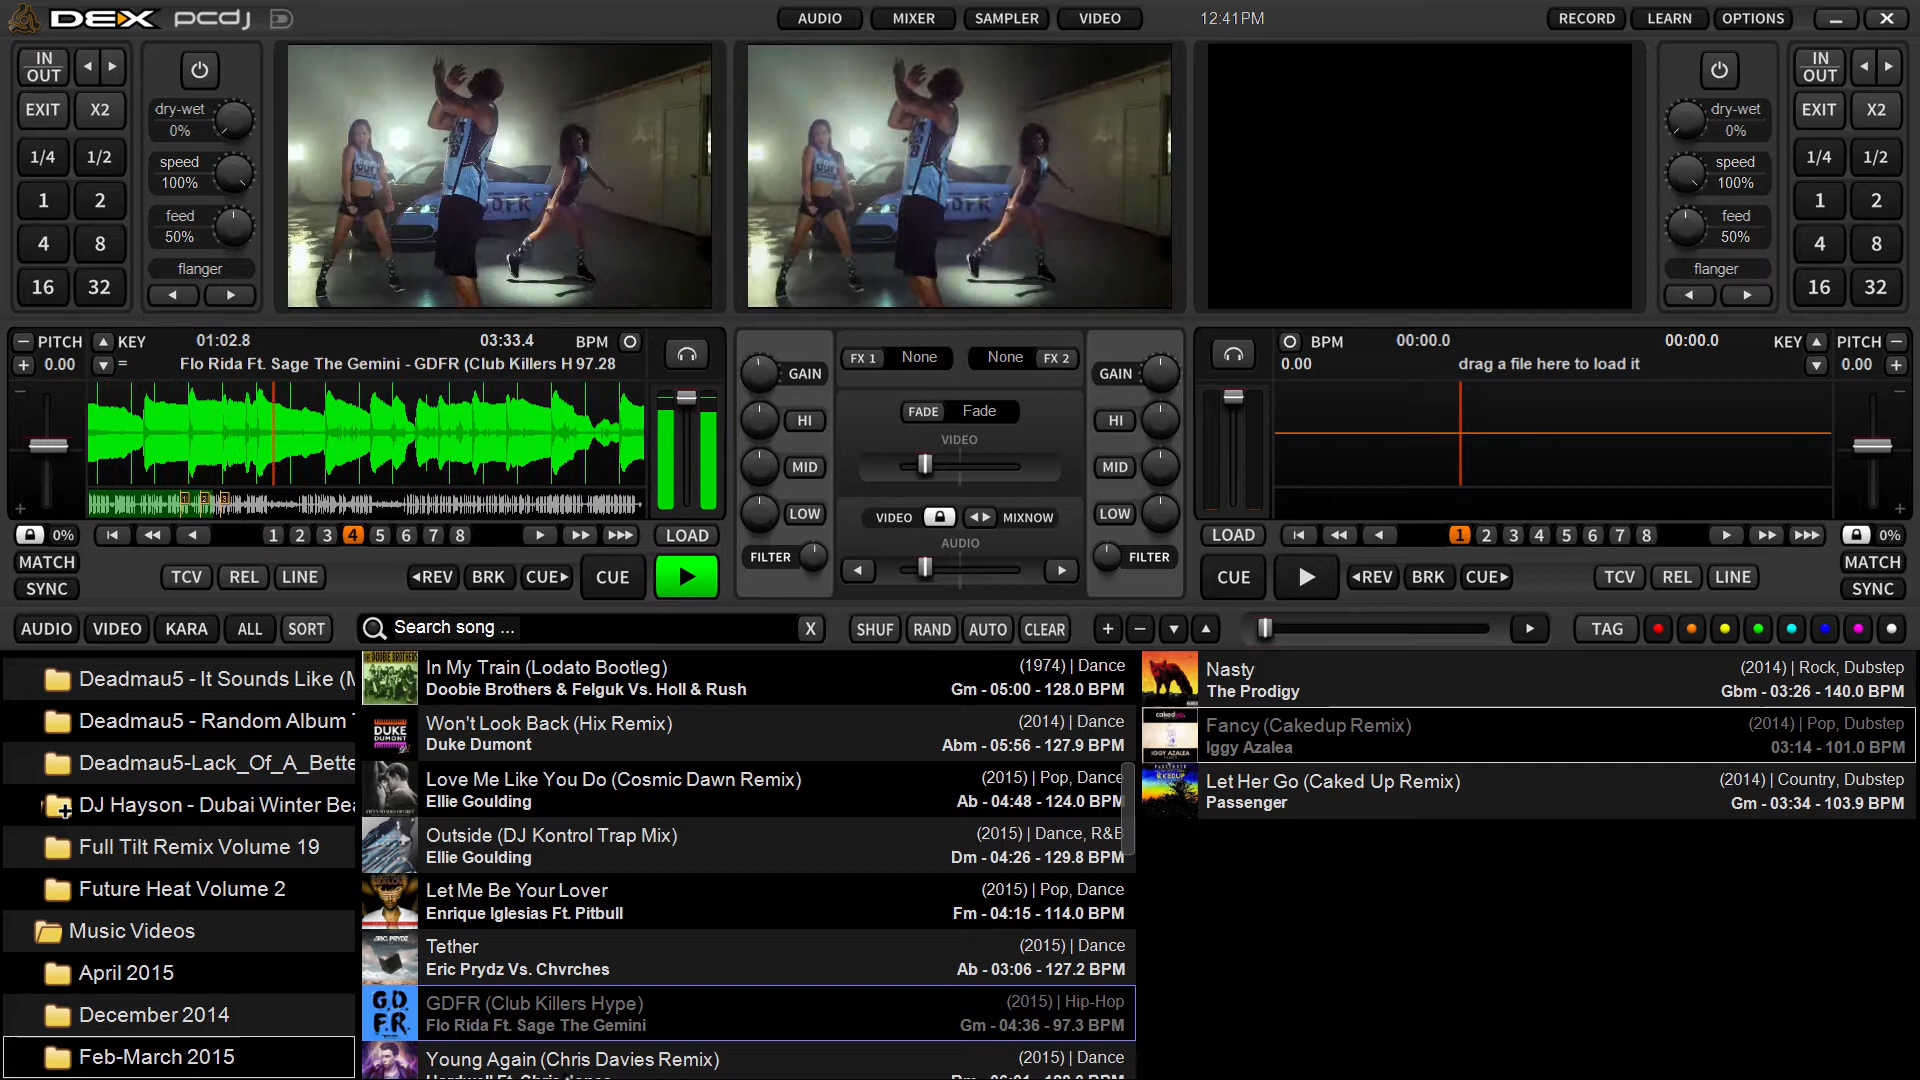 DEX pcdj D
AUDIO MIXER SAMPLER VIDEO 12:41PM RECORD LEARN OPTIONS
IN OUT
EXIT X2
1/4 1/2
1 2
4 8
16 32
dry-wet
0%
speed
100%
feed
50%
flanger
G.D.F.R
G.D.F.R
dry-wet
0%
speed
100%
feed
50%
flanger
IN OUT
EXIT X2
1/4 1/2
1 2
4 8
16 32
PITCH KEY 01:02.8 03:33.4 BPM
0.00 = Flo Rida Ft. Sage The Gemini - GDFR (Club Killers H 97.28
1 2 3
0% 1 2 3 4 5 6 7 8 LOAD
MATCH
SYNC
TCV REL LINE REV BRK CUE CUE
GAIN
HI
MID
LOW
FILTER
FX 1 None None FX 2
FADE Fade
VIDEO
VIDEO MIXNOW
AUDIO
GAIN
HI
MID
LOW
FILTER
BPM 00:00.0 00:00.0 KEY PITCH
0.00 drag a file here to load it 0.00
LOAD 1 2 3 4 5 6 7 8 0%
MATCH
SYNC
CUE REV BRK CUE TCV REL LINE
AUDIO VIDEO KARA ALL SORT Search song ... X SHUF RAND AUTO CLEAR + − TAG
Deadmau5 - It Sounds Like (M
Deadmau5 - Random Album
Deadmau5-Lack_Of_A_Bette
DJ Hayson - Dubai Winter Bea
Full Tilt Remix Volume 19
Future Heat Volume 2
Music Videos
April 2015
December 2014
Feb-March 2015
THE DOOBIE BROTHERS
In My Train (Lodato Bootleg) (1974) | Dance
Doobie Brothers & Felguk Vs. Holl & Rush Gm - 05:00 - 128.0 BPM
DUKE DUMONT
Won't Look Back (Hix Remix) (2014) | Dance
Duke Dumont Abm - 05:56 - 127.9 BPM
Love Me Like You Do (Cosmic Dawn Remix) (2015) | Pop, Dance
Ellie Goulding Ab - 04:48 - 124.0 BPM
Outside (DJ Kontrol Trap Mix) (2015) | Dance, R&B
Ellie Goulding Dm - 04:26 - 129.8 BPM
Let Me Be Your Lover (2015) | Pop, Dance
Enrique Iglesias Ft. Pitbull Fm - 04:15 - 114.0 BPM
ERIC PRYDZ
Tether (2015) | Dance
Eric Prydz Vs. Chvrches Ab - 03:06 - 127.2 BPM
G.D.F.R.
GDFR (Club Killers Hype) (2015) | Hip-Hop
Flo Rida Ft. Sage The Gemini Gm - 04:36 - 97.3 BPM
Young Again (Chris Davies Remix) (2015) | Dance
Nasty (2014) | Rock, Dubstep
The Prodigy Gbm - 03:26 - 140.0 BPM
cakedup
IGGY AZALEA
Fancy (Cakedup Remix) (2014) | Pop, Dubstep
Iggy Azalea 03:14 - 101.0 BPM
Let Her Go (Caked Up Remix) (2014) | Country, Dubstep
Passenger Gm - 03:34 - 103.9 BPM